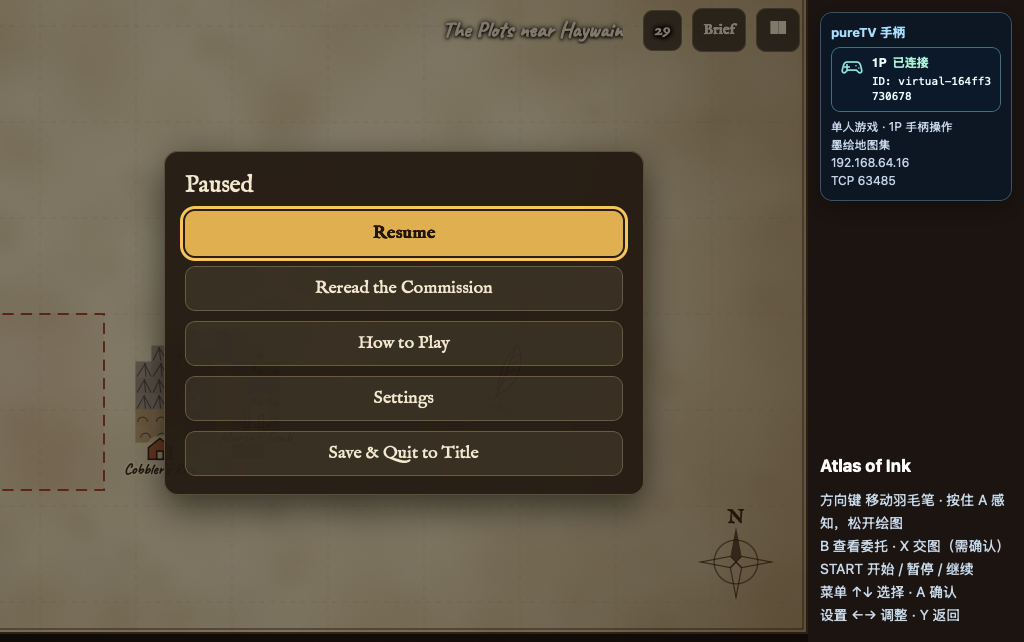 The Plots near Haywain
29
Brief
Paused
Resume
Reread the Commission
How to Play
Settings
Save & Quit to Title
N
pureTV 手柄
1P 已连接
ID: virtual-164ff3
730678
单人游戏 · 1P 手柄操作
墨绘地图集
192.168.64.16
TCP 63485
Atlas of Ink
方向键 移动羽毛笔 · 按住 A 感
知，松开绘图
B 查看委托 · X 交图（需确认）
START 开始 / 暂停 / 继续
菜单 ↑↓ 选择 · A 确认
设置 ←→ 调整 · Y 返回